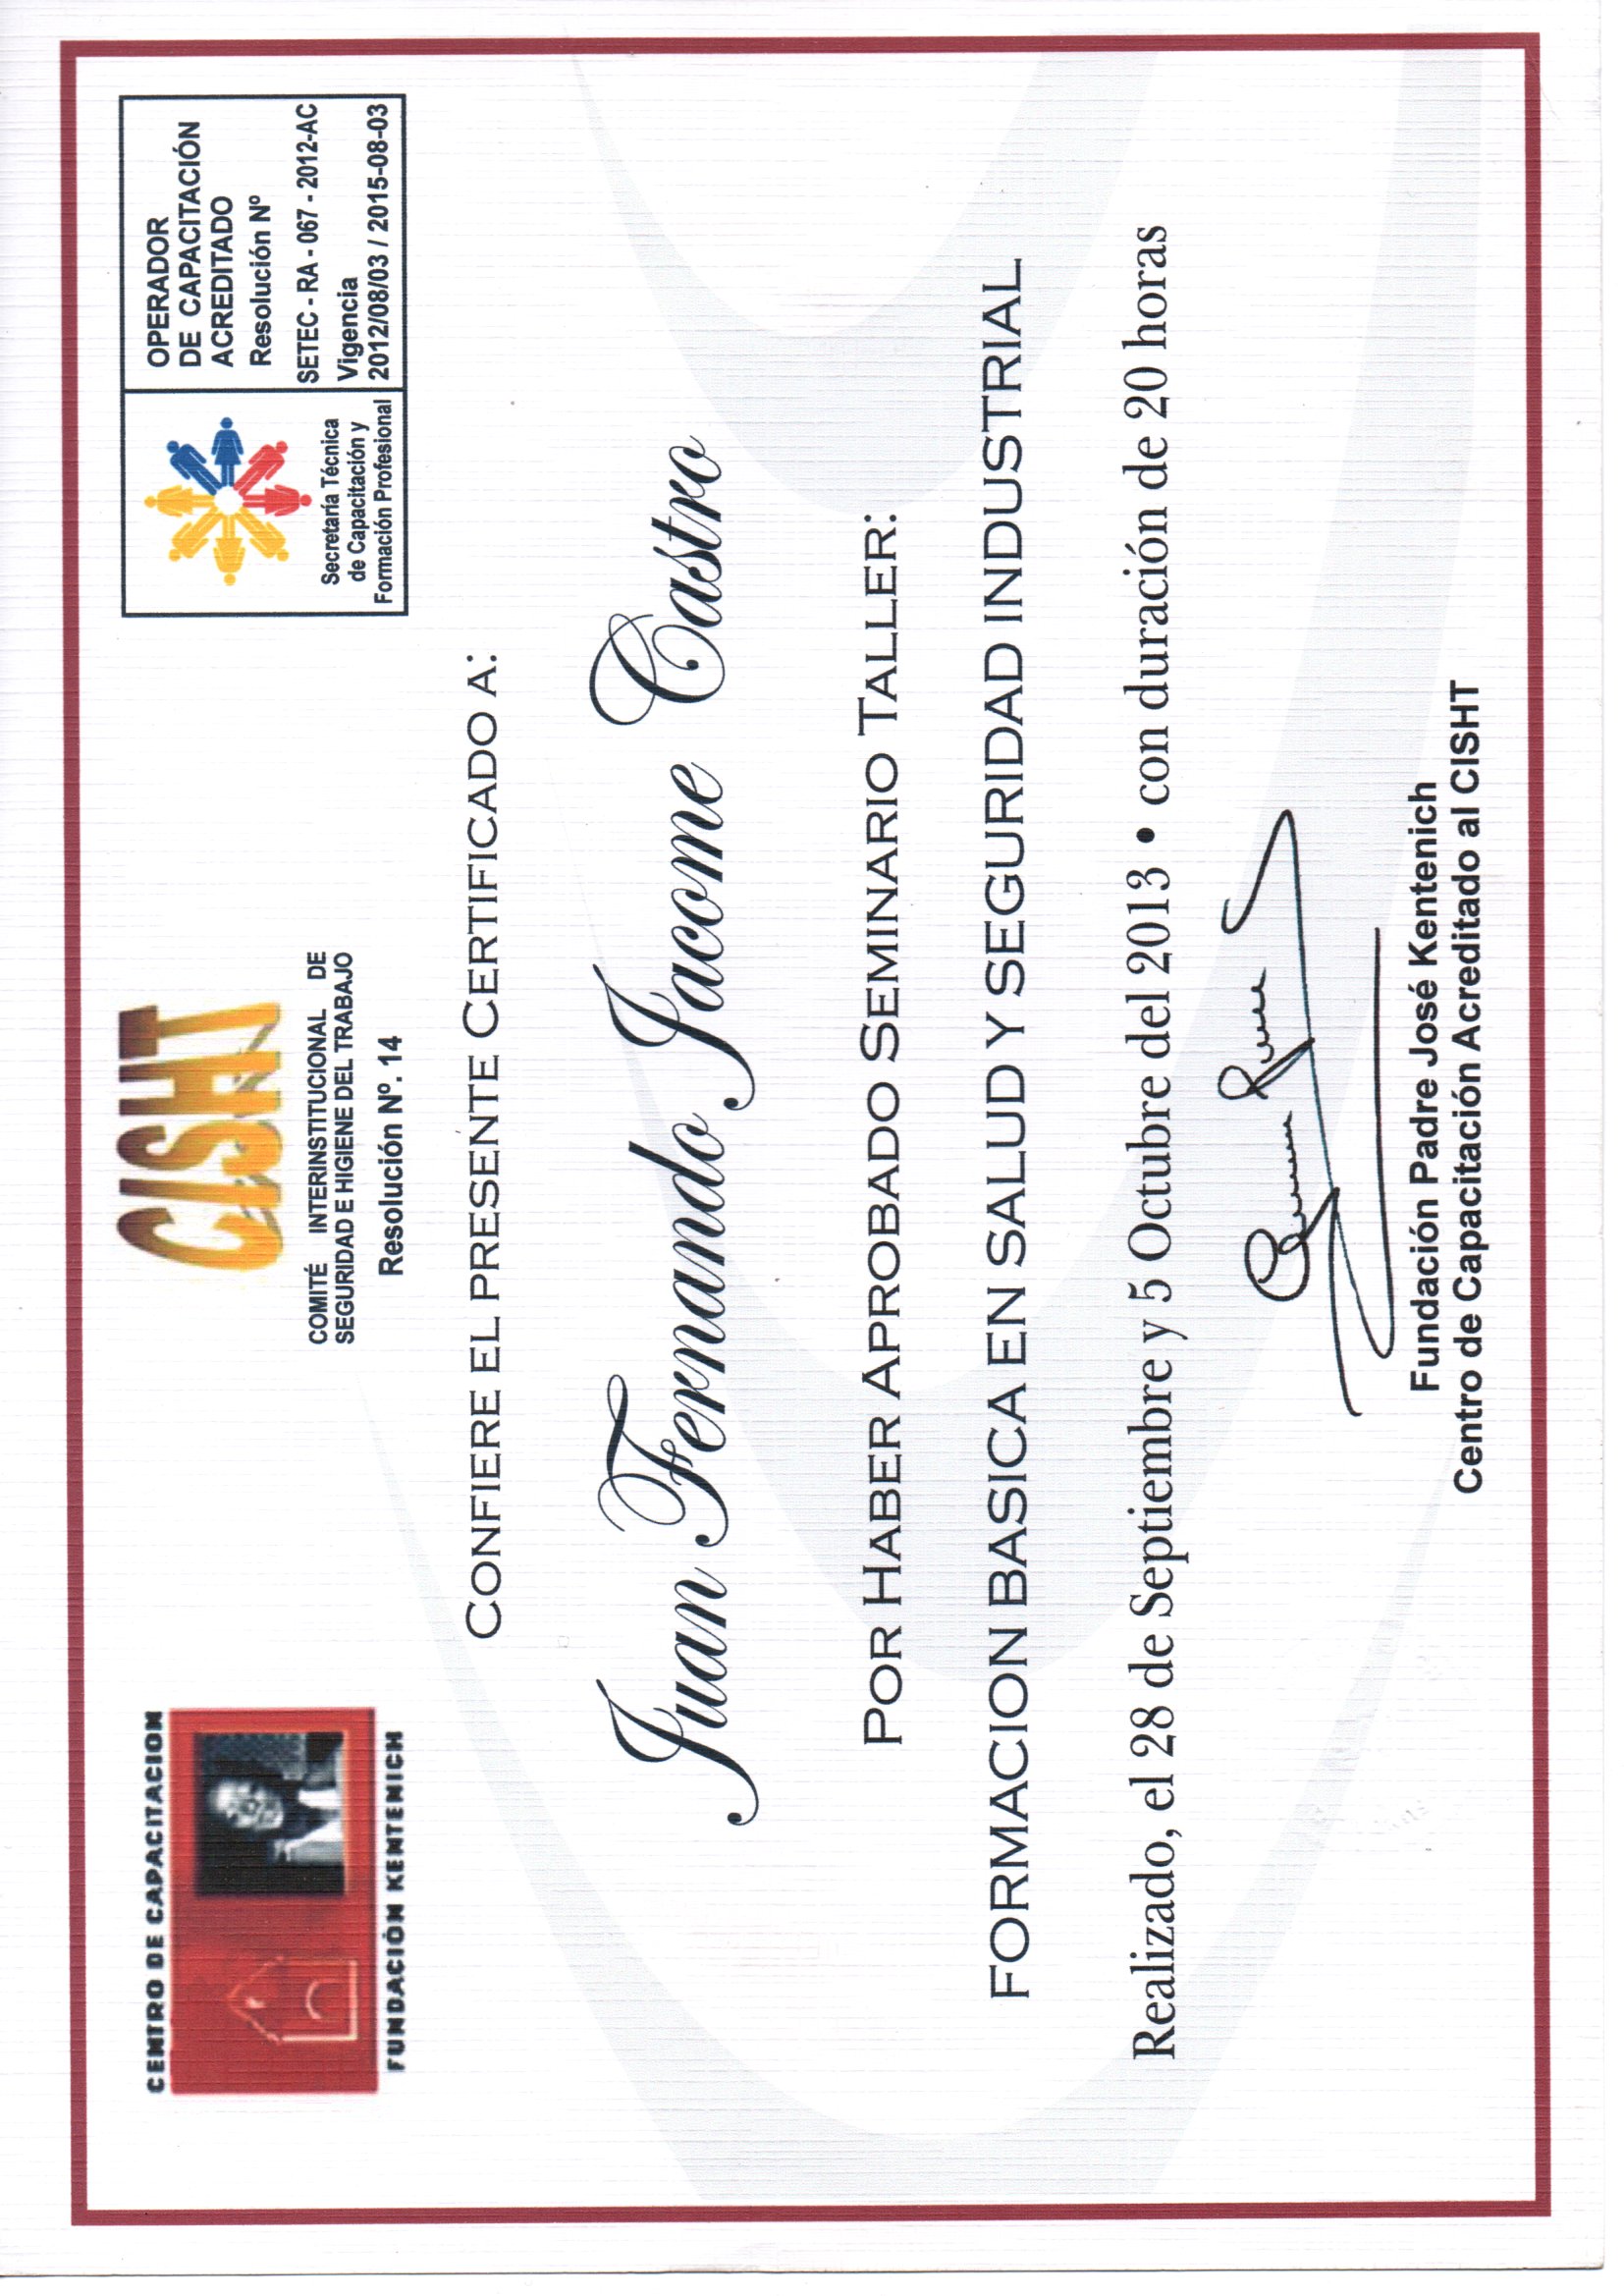 CENTRO DE CAPACITACION
FUNDACIÓN KENTENICH
CISHT
COMITÉ INTERINSTITUCIONAL DE
SEGURIDAD E HIGIENE DEL TRABAJO
Resolución Nº. 14
Secretaría Técnica
de Capacitación y
Formación Profesional
OPERADOR
DE CAPACITACIÓN
ACREDITADO
Resolución Nº
SETEC - RA - 067 - 2012-AC
Vigencia
2012/08/03 / 2015-08-03
CONFIERE EL PRESENTE CERTIFICADO A:
Juan Fernando Jacome Castro
POR HABER APROBADO SEMINARIO TALLER:
FORMACION BASICA EN SALUD Y SEGURIDAD INDUSTRIAL
Realizado, el 28 de Septiembre y 5 Octubre del 2013 • con duración de 20 horas
Fundación Padre José Kentenich
Centro de Capacitación Acreditado al CISHT